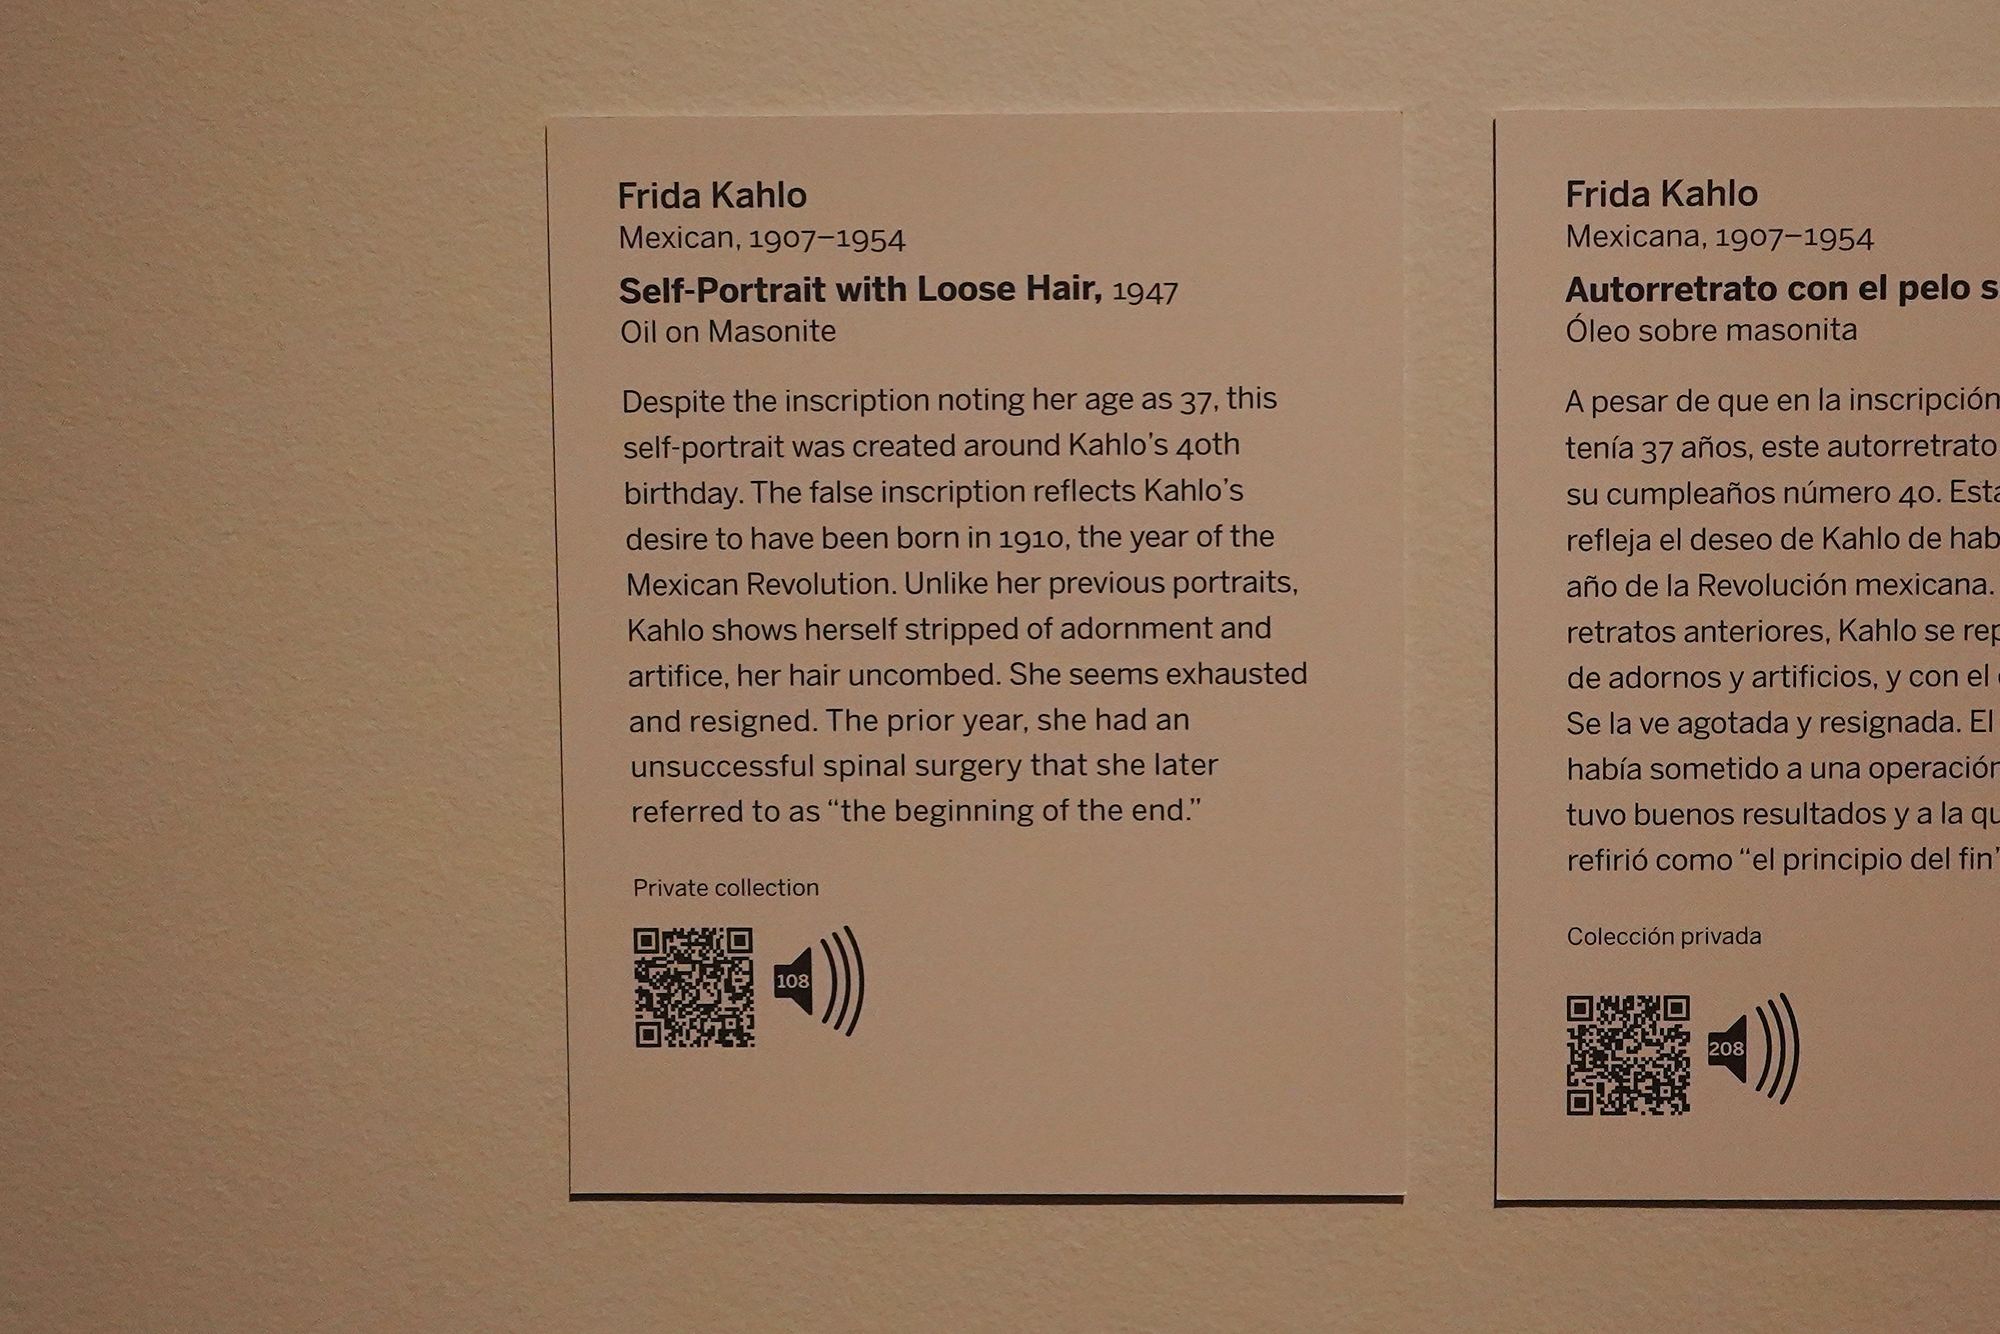 Frida Kahlo
Mexican, 1907–1954
Self-Portrait with Loose Hair, 1947
Oil on Masonite
Despite the inscription noting her age as 37, this
self-portrait was created around Kahlo’s 40th
birthday. The false inscription reflects Kahlo’s
desire to have been born in 1910, the year of the
Mexican Revolution. Unlike her previous portraits,
Kahlo shows herself stripped of adornment and
artifice, her hair uncombed. She seems exhausted
and resigned. The prior year, she had an
unsuccessful spinal surgery that she later
referred to as “the beginning of the end.”
Private collection
108
Frida Kahlo
Mexicana, 1907–1954
Autorretrato con el pelo
Óleo sobre masonita
A pesar de que en la inscripción
tenía 37 años, este autorretrato
su cumpleaños número 40.
refleja el deseo de Kahlo de
año de la Revolución mexicana.
retratos anteriores, Kahlo se
de adornos y artificios, y con el
Se la ve agotada y resignada. El
había sometido a una operación
tuvo buenos resultados y a la
refirió como “el principio del fin”
Colección privada
208